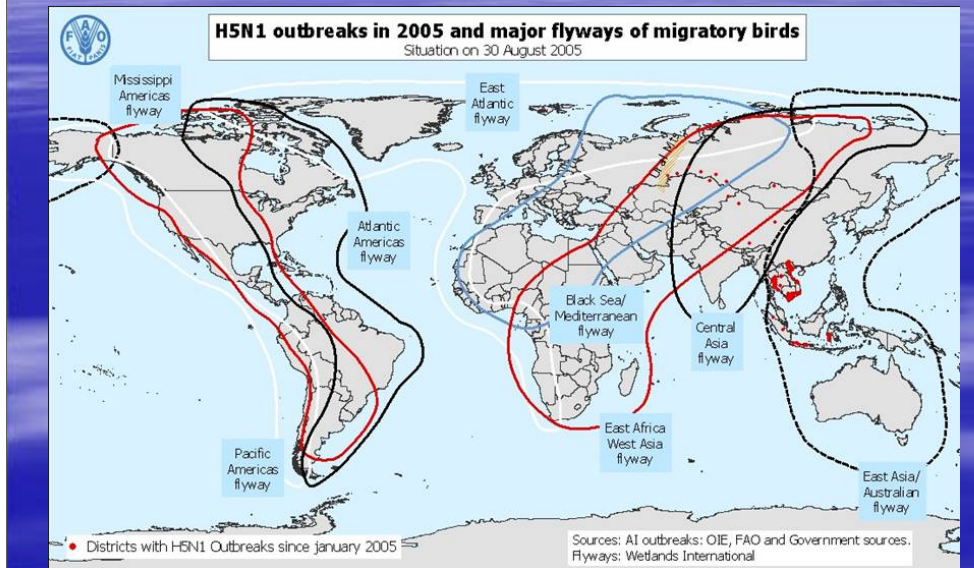 FAO
FIAT PANIS
H5N1 outbreaks in 2005 and major flyways of migratory birds
Situation on 30 August 2005
Mississippi
Americas
flyway
East
Atlantic
flyway
Atlantic
Americas
flyway
Black Sea/
Mediterranean
flyway
Central
Asia
flyway
East Africa
West Asia
flyway
Pacific
Americas
flyway
East Asia/
Australian
flyway
• Districts with H5N1 Outbreaks since january 2005
Sources: AI outbreaks: OIE, FAO and Government sources.
Flyways: Wetlands International